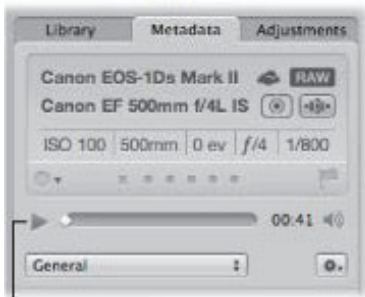 Library Metadata Adjustments
Canon EOS-1Ds Mark II RAW
Canon EF 500mm f/4L IS
ISO 100 500mm 0 ev f/4 1/800
00:41
General